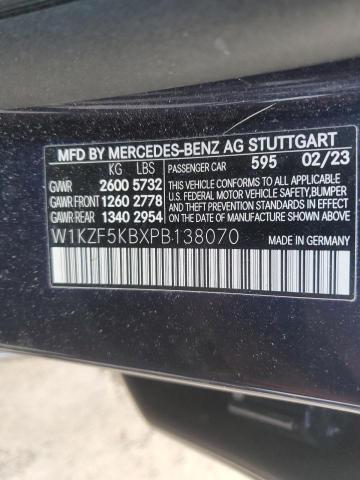 MFD BY MERCEDES-BENZ AG STUTTGART
KG LBS PASSENGER CAR 595 02/23
GVWR 2600 5732 THIS VEHICLE CONFORMS TO ALL APPLICABLE
GAWR FRONT 1260 2778 U.S. FEDERAL MOTOR VEHICLE SAFETY, BUMPER
GAWR REAR 1340 2954 AND THEFT PREVENTION STANDARDS IN EFFECT ON THE DATE OF MANUFACTURE SHOWN ABOVE.
W1KZF5KBXPB138070 MADE IN GERMANY